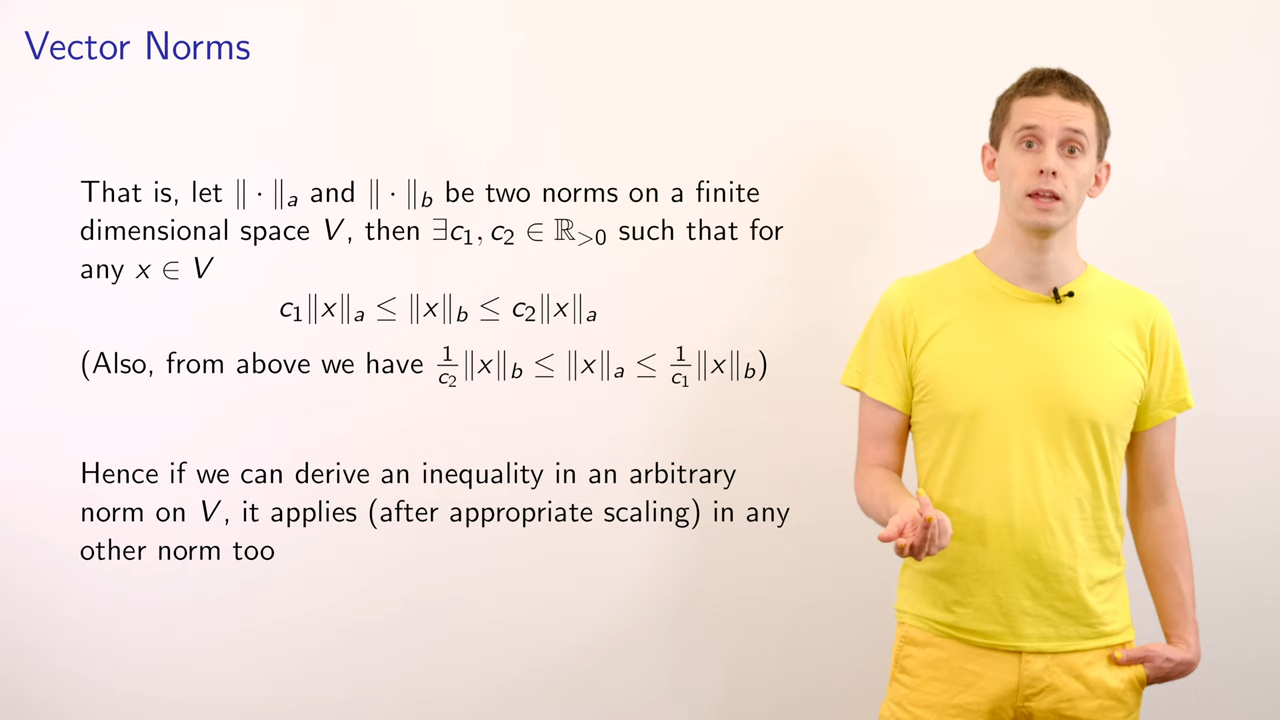 Vector Norms
That is, let ‖ · ‖ₐ and ‖ · ‖_b be two norms on a finite
dimensional space V, then ∃c₁, c₂ ∈ ℝ_{>0} such that for
any x ∈ V
c₁‖x‖ₐ ≤ ‖x‖_b ≤ c₂‖x‖ₐ
(Also, from above we have 1/c₂‖x‖_b ≤ ‖x‖ₐ ≤ 1/c₁‖x‖_b)
Hence if we can derive an inequality in an arbitrary
norm on V, it applies (after appropriate scaling) in any
other norm too